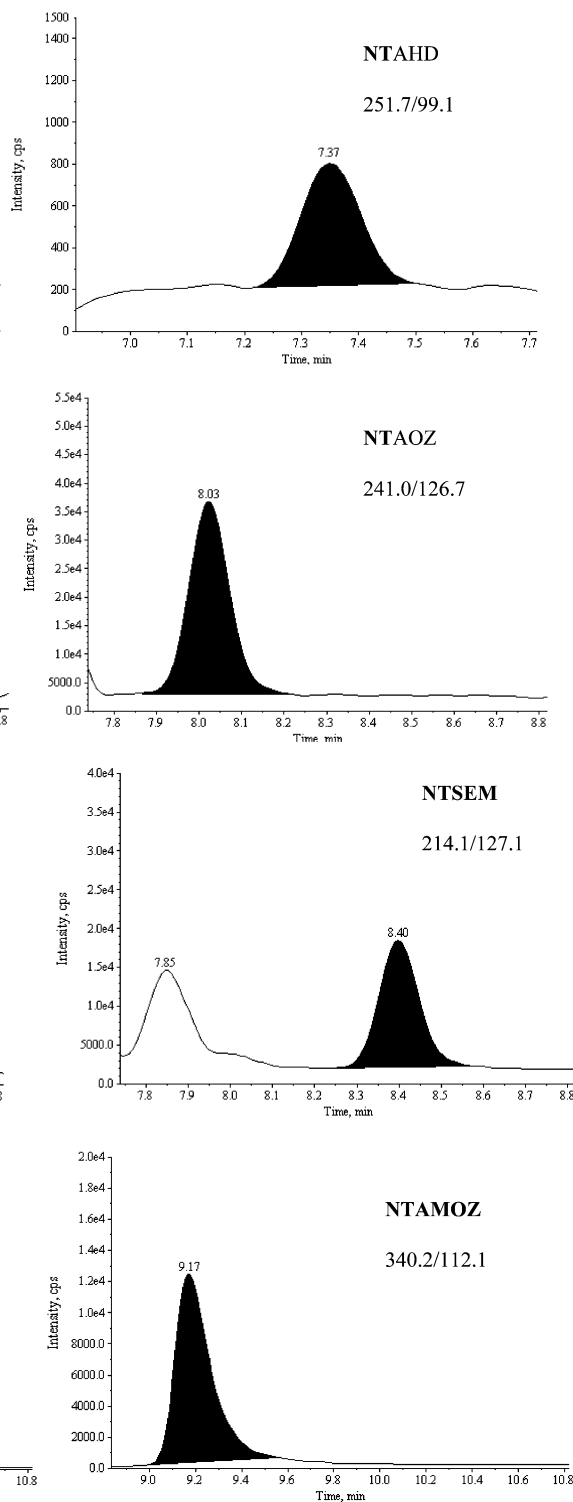 1500
1400
1200
1000
800
600
400
200
0
Intensity, cps
NTAHD
251.7/99.1
7.37
7.0 7.1 7.2 7.3 7.4 7.5 7.6 7.7
Time, min
5.5e4
5.0e4
4.5e4
4.0e4
3.5e4
3.0e4
2.5e4
2.0e4
1.5e4
1.0e4
5000.0
0.0
Intensity, cps
NTAOZ
241.0/126.7
8.03
7.8 7.9 8.0 8.1 8.2 8.3 8.4 8.5 8.6 8.7 8.8
Time, min
4.0e4
3.5e4
3.0e4
2.5e4
2.0e4
1.5e4
1.0e4
5000.0
0.0
Intensity, cps
NTSEM
214.1/127.1
7.85
8.40
7.8 7.9 8.0 8.1 8.2 8.3 8.4 8.5 8.6 8.7 8.8
Time, min
2.0e4
1.8e4
1.6e4
1.4e4
1.2e4
1.0e4
8000.0
6000.0
4000.0
2000.0
0.0
Intensity, cps
NTAMOZ
340.2/112.1
9.17
10.8
9.0 9.2 9.4 9.6 9.8 10.0 10.2 10.4 10.6 10.8
Time, min